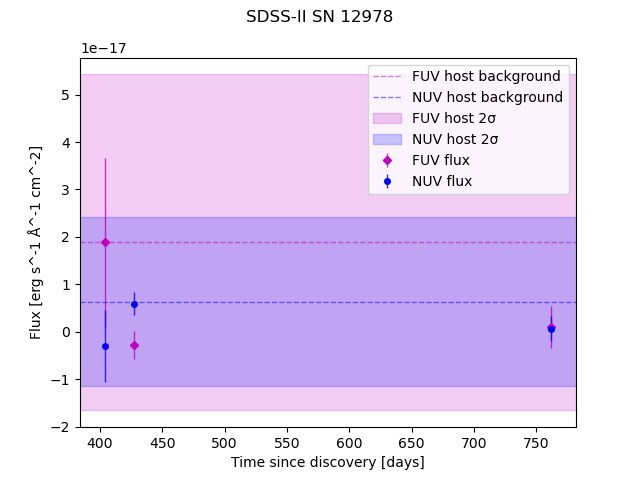 SDSS-II SN 12978
1e−17
FUV host background
NUV host background
FUV host 2σ
NUV host 2σ
FUV flux
NUV flux
5
4
3
2
1
0
−1
−2
Flux [erg s^-1 Å^-1 cm^-2]
400 450 500 550 600 650 700 750
Time since discovery [days]